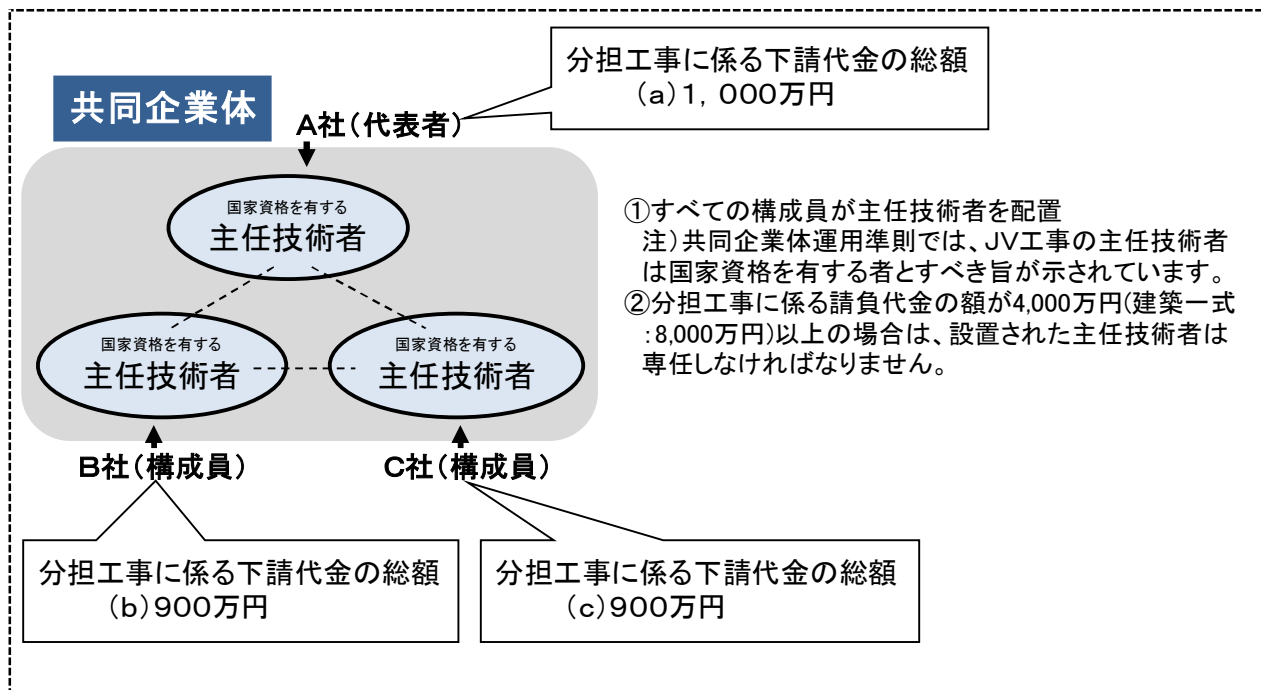 分担工事に係る下請代金の総額
(a)1,000万円
共同企業体
A社(代表者)
国家資格を有する
主任技術者
国家資格を有する
主任技術者
国家資格を有する
主任技術者
B社(構成員)
C社(構成員)
①すべての構成員が主任技術者を配置
注)共同企業体運用準則では、JV工事の主任技術者
は国家資格を有する者とすべき旨が示されています。
②分担工事に係る請負代金の額が4,000万円(建築一式
:8,000万円)以上の場合は、設置された主任技術者は
専任しなければなりません。
分担工事に係る下請代金の総額
(b)900万円
分担工事に係る下請代金の総額
(c)900万円